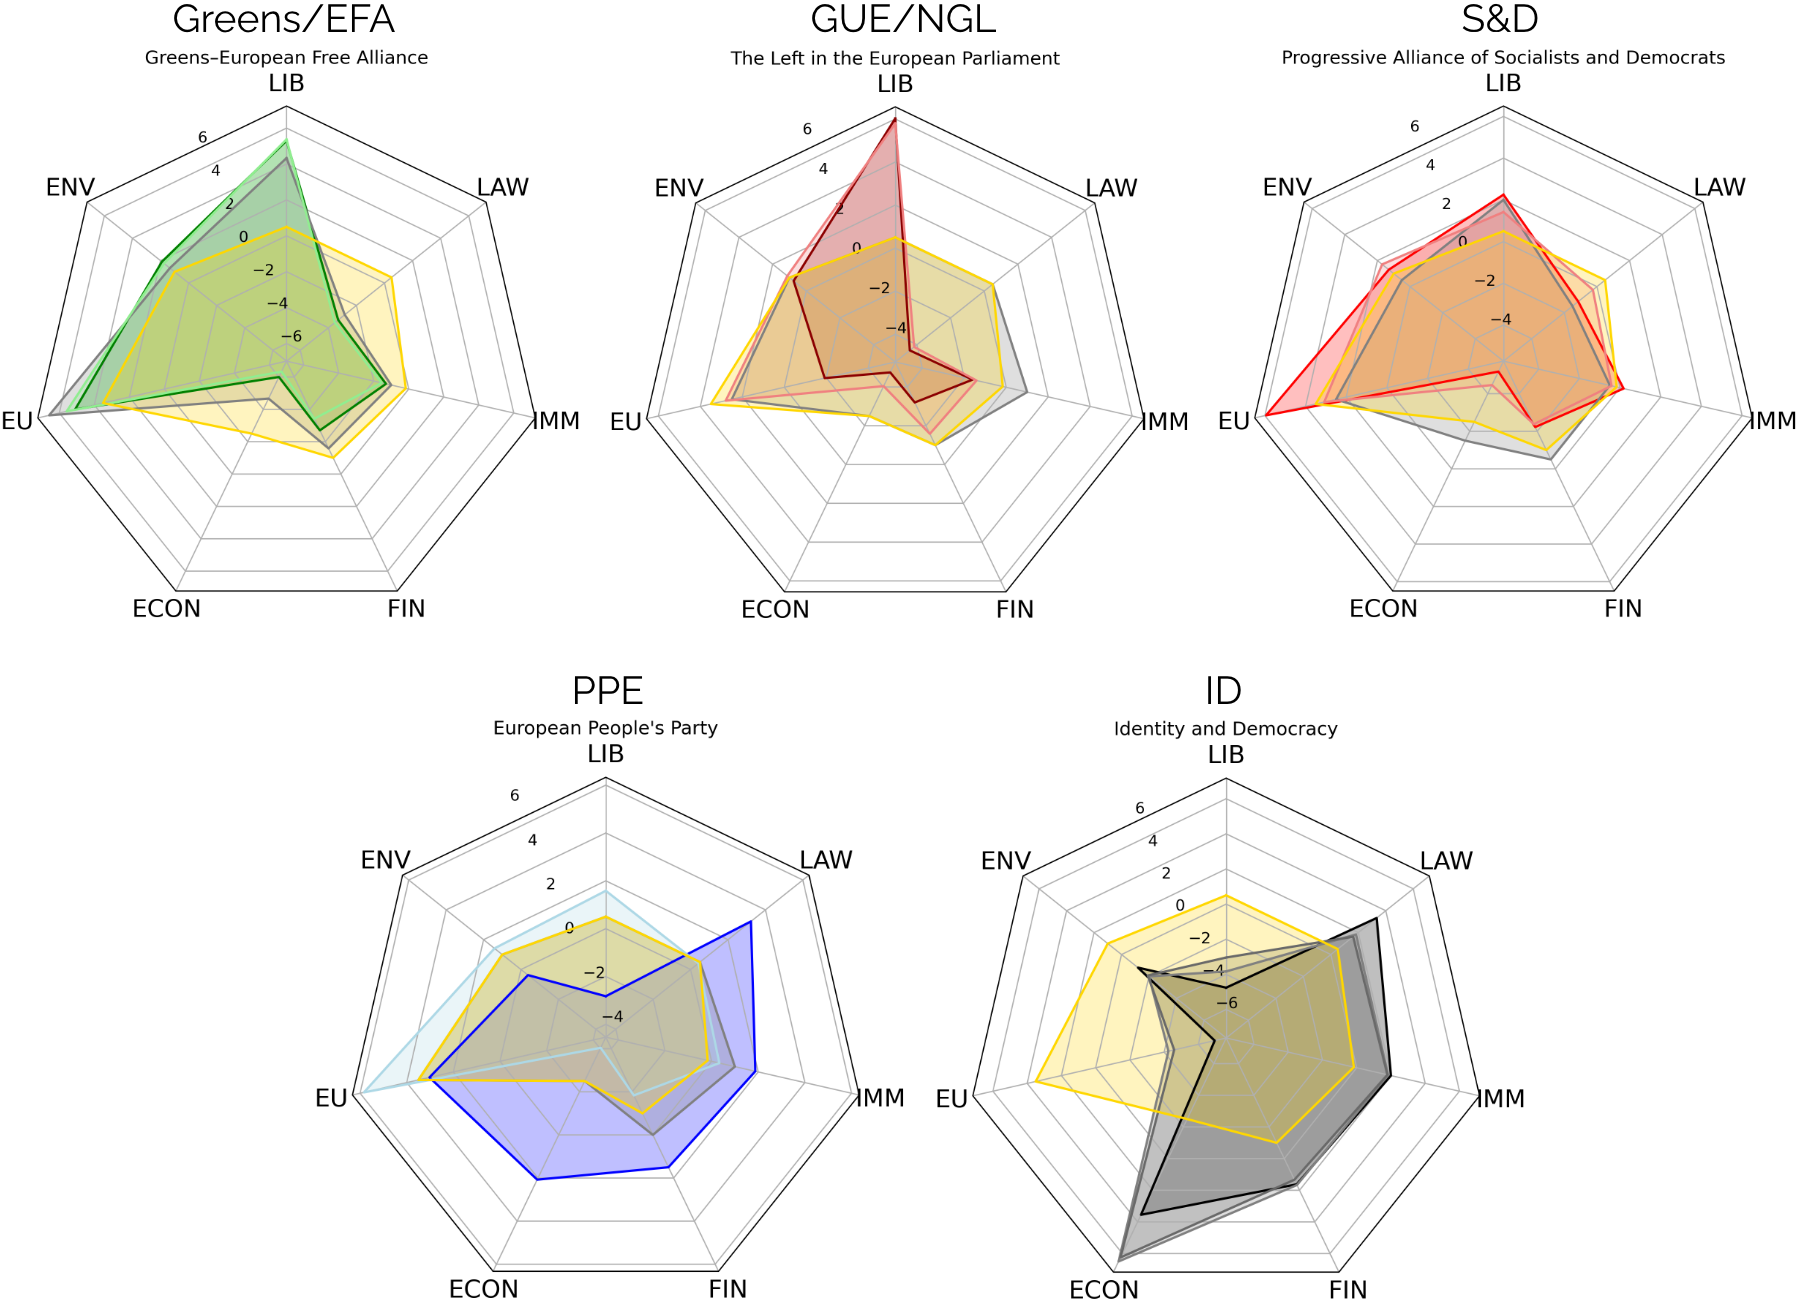 Greens/EFA
Greens–European Free Alliance
LIB
6
ENV
4
LAW
2
0
−2
−4
−6
EU
IMM
ECON
FIN
GUE/NGL
The Left in the European Parliament
LIB
6
4
ENV
LAW
2
0
−2
−4
EU
IMM
ECON
FIN
S&D
Progressive Alliance of Socialists and Democrats
LIB
6
4
ENV
LAW
2
0
−2
−4
EU
IMM
ECON
FIN
PPE
European People's Party
LIB
6
4
ENV
LAW
2
0
−2
−4
EU
IMM
ECON
FIN
ID
Identity and Democracy
LIB
6
4
ENV
LAW
2
0
−2
−4
−6
EU
IMM
ECON
FIN